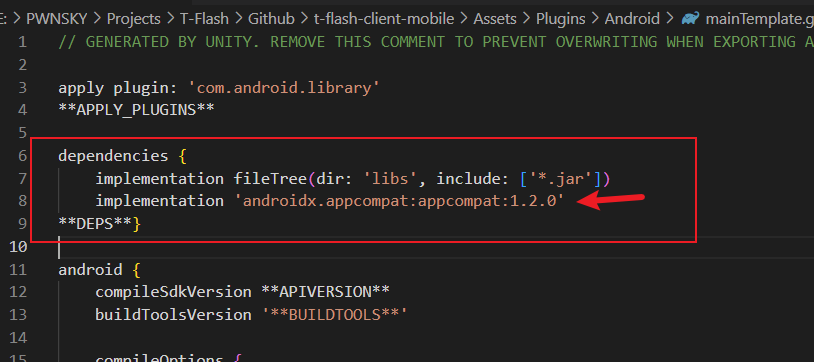 E: > PWNSKY > Projects > T-Flash > Github > t-flash-client-mobile > Assets > Plugins > Android > mainTemplate.g
1 // GENERATED BY UNITY. REMOVE THIS COMMENT TO PREVENT OVERWRITING WHEN EXPORTING A
2
3 apply plugin: 'com.android.library'
4 **APPLY_PLUGINS**
5
6 dependencies {
7     implementation fileTree(dir: 'libs', include: ['*.jar'])
8     implementation 'androidx.appcompat:appcompat:1.2.0'
9 **DEPS**}
10
11 android {
12     compileSdkVersion **APIVERSION**
13     buildToolsVersion '**BUILDTOOLS**'
14
15     compileOptions {